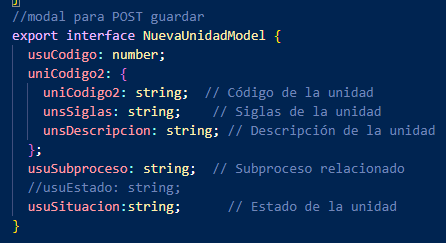 //modal para POST guardar
export interface NuevaUnidadModel {
usuCodigo: number;
uniCodigo2: {
uniCodigo2: string; // Código de la unidad
unsSiglas: string; // Siglas de la unidad
unsDescripcion: string; // Descripción de la unidad
};
usuSubproceso: string; // Subproceso relacionado
//usuEstado: string;
usuSituacion:string; // Estado de la unidad
}